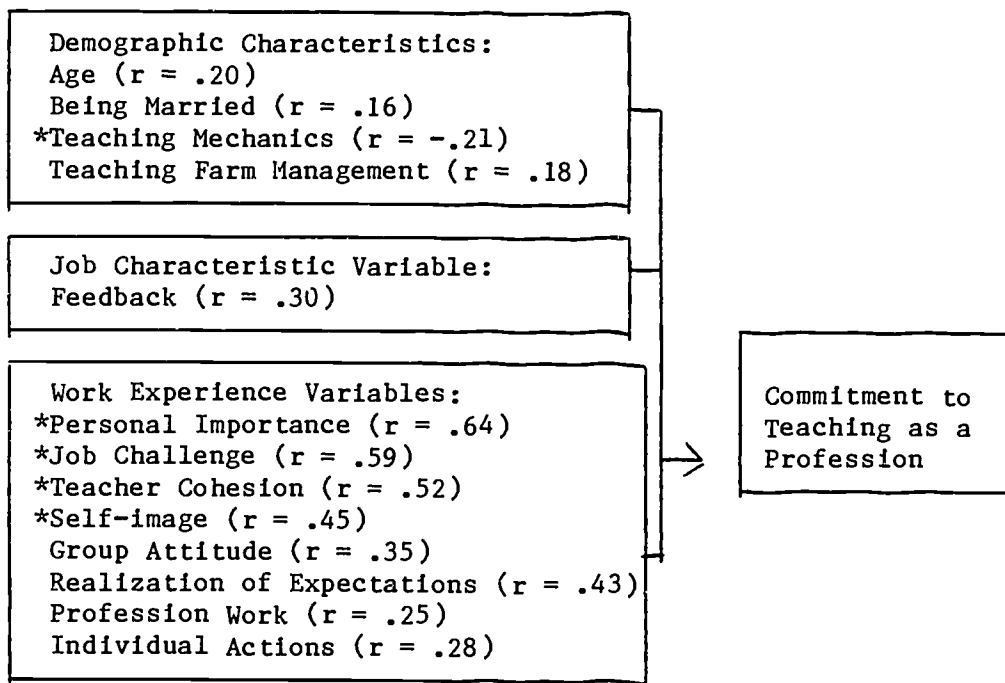 Demographic Characteristics:
Age (r = .20)
Being Married (r = .16)
*Teaching Mechanics (r = -.21)
Teaching Farm Management (r = .18)
Job Characteristic Variable:
Feedback (r = .30)
Work Experience Variables:
*Personal Importance (r = .64)
*Job Challenge (r = .59)
*Teacher Cohesion (r = .52)
*Self-image (r = .45)
Group Attitude (r = .35)
Realization of Expectations (r = .43)
Profession Work (r = .25)
Individual Actions (r = .28)
Commitment to
Teaching as a
Profession